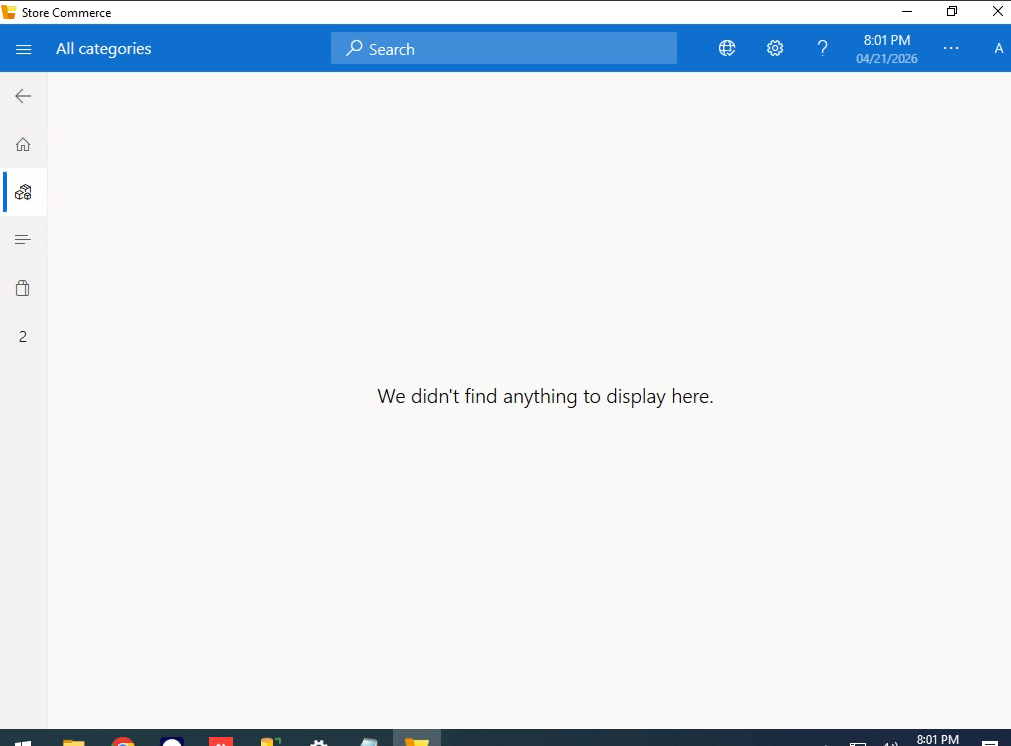 Store Commerce
All categories
Search
?
8:01 PM
04/21/2026
...
A
2
We didn't find anything to display here.
8:01 PM